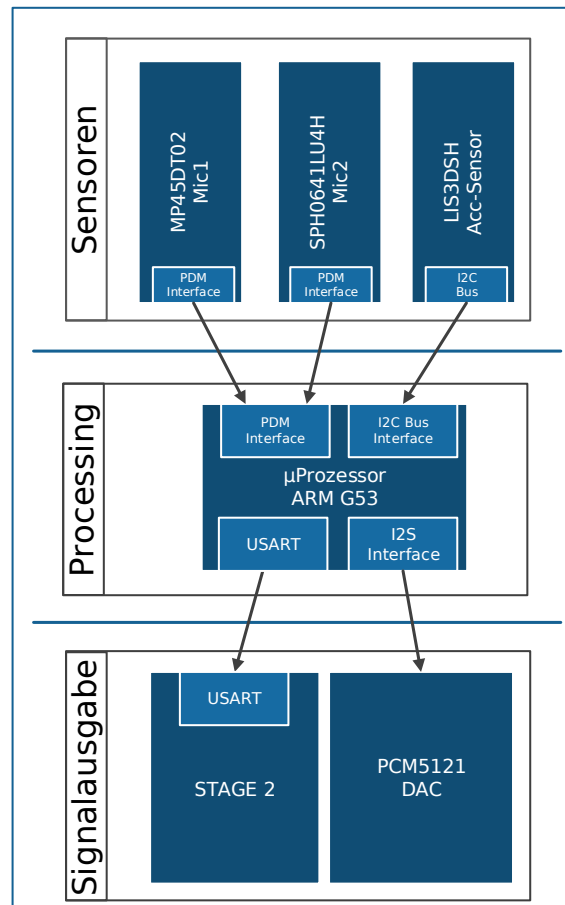 Sensoren
MP45DT02
Mic1
PDM
Interface
SPH0641LU4H
Mic2
PDM
Interface
LIS3DSH
Acc-Sensor
I2C
Bus
Processing
PDM
Interface
I2C Bus
Interface
µProzessor
ARM G53
USART
I2S
Interface
Signalausgabe
USART
STAGE 2
PCM5121
DAC